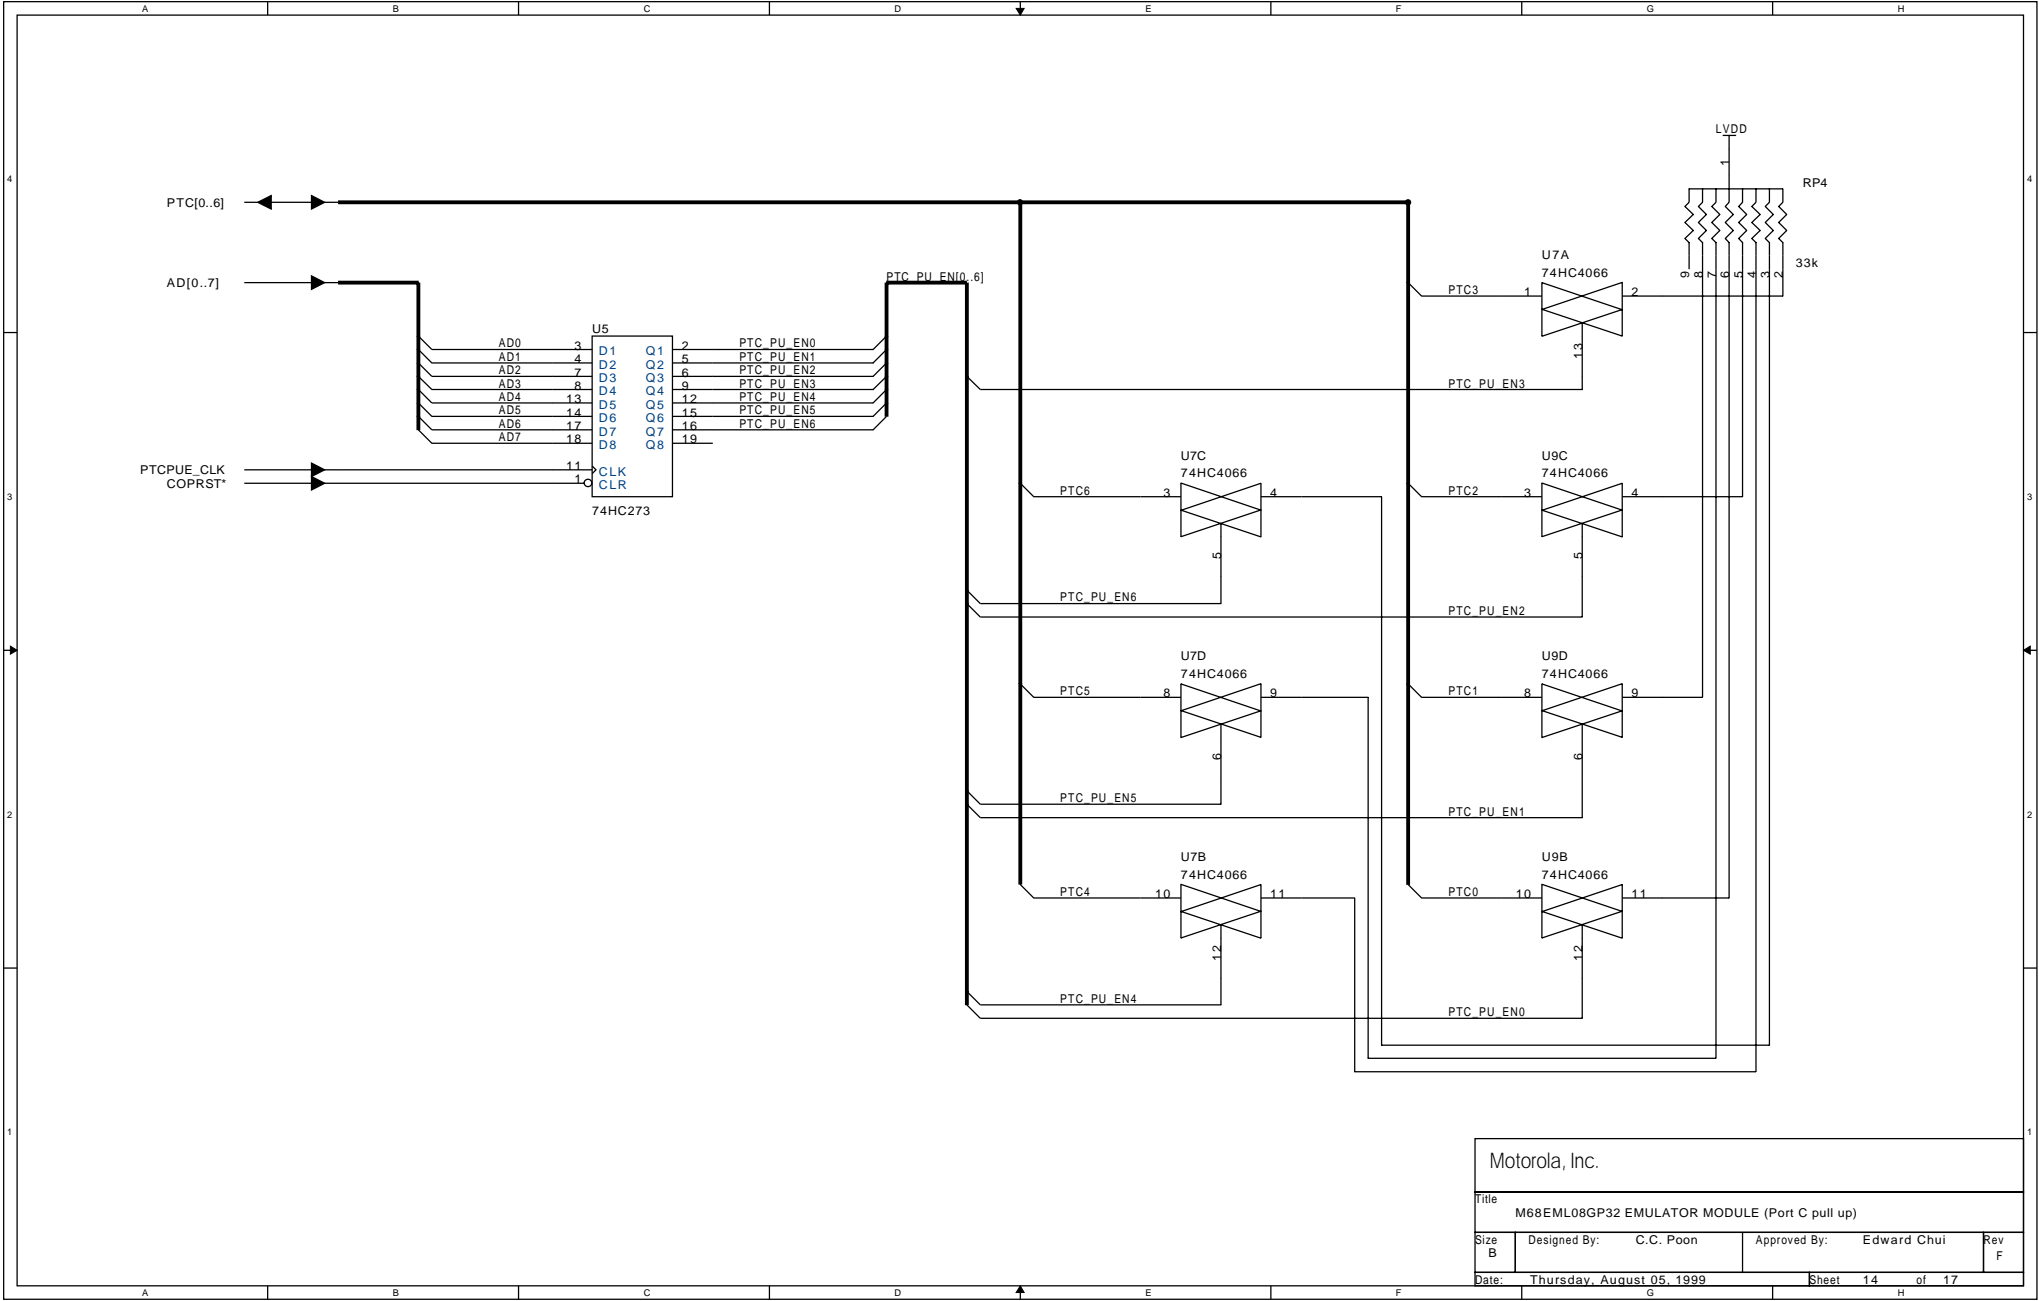 A B C D E F G H
LVDD
1
4 4
RP4
PTC[0..6]
U7A
33k
74HC4066
9 8 7 6 5 4 3 2
AD[0..7]
PTC_PU_EN[0..6]
PTC3 1 2
13
U5
AD0 3 D1 Q1 2 PTC_PU_EN0
AD1 4 D2 Q2 5 PTC_PU_EN1
AD2 7 D3 Q3 6 PTC_PU_EN2
AD3 8 D4 Q4 9 PTC_PU_EN3
AD4 13 D5 Q5 12 PTC_PU_EN4
AD5 14 D6 Q6 15 PTC_PU_EN5
AD6 17 D7 Q7 16 PTC_PU_EN6
AD7 18 D8 Q8 19
PTC_PU_EN3
PTCPUE_CLK 11 CLK
COPRST* 1 CLR
74HC273
U7C U9C
74HC4066 74HC4066
3 PTC6 3 4 PTC2 3 4 3
5 5
PTC_PU_EN6
PTC_PU_EN2
U7D U9D
74HC4066 74HC4066
PTC5 8 9 PTC1 8 9
6 6
PTC_PU_EN5
PTC_PU_EN1
2 2
U7B U9B
74HC4066 74HC4066
PTC4 10 11 PTC0 10 11
12 12
PTC_PU_EN4
PTC_PU_EN0
1 1
Motorola, Inc.
Title
M68EML08GP32 EMULATOR MODULE (Port C pull up)
Size Designed By: C.C. Poon Approved By: Edward Chui Rev
B F
Date: Thursday, August 05, 1999 Sheet 14 of 17
A B C D E F G H